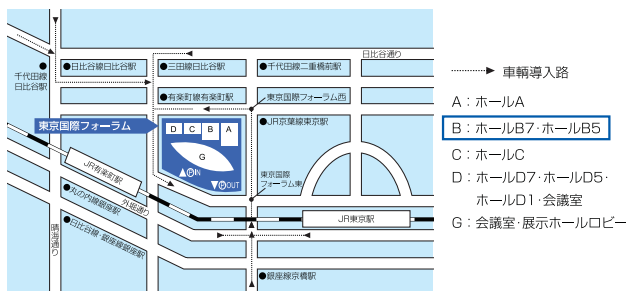 日比谷通り
千代田線
日比谷駅
●日比谷線日比谷駅
●三田線日比谷駅
●千代田線二重橋前駅
●有楽町線有楽町駅
東京国際フォーラム西
東京国際フォーラム
D C B A
G
▲PIN
▼POUT
●JR京葉線東京駅
東京国際
フォーラム東
JR有楽町駅
●丸の内線銀座駅
外堀通り
●日比谷線・銀座線銀座駅
晴海通り
JR東京駅
●銀座線京橋駅
車輌導入路
A：ホールA
B：ホールB7・ホールB5
C：ホールC
D：ホールD7・ホールD5・
ホールD1・会議室
G：会議室・展示ホールロビー